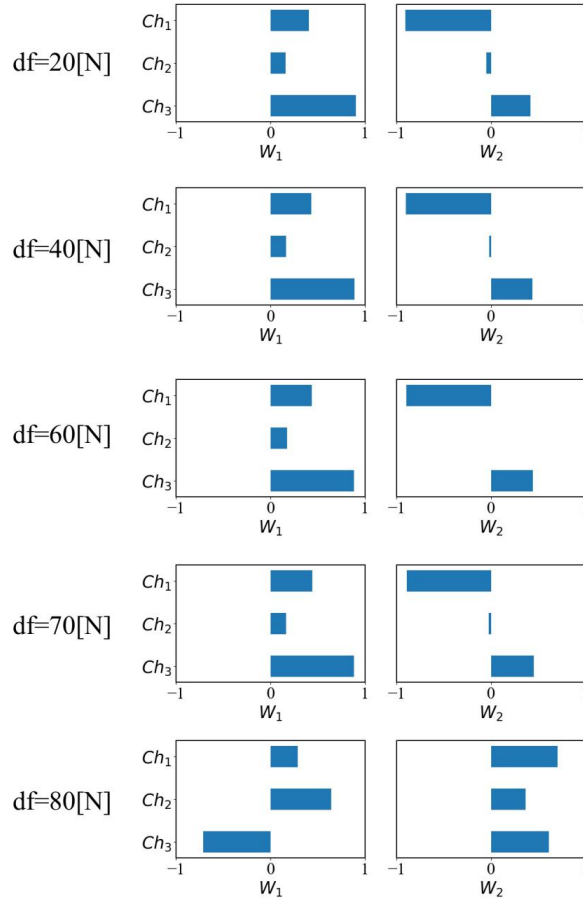 df=20[N]
Ch₁
Ch₂
Ch₃
−1 0 1
W₁
−1 0
W₂
df=40[N]
Ch₁
Ch₂
Ch₃
−1 0 1
W₁
−1 0
W₂
df=60[N]
Ch₁
Ch₂
Ch₃
−1 0 1
W₁
−1 0
W₂
df=70[N]
Ch₁
Ch₂
Ch₃
−1 0 1
W₁
−1 0
W₂
df=80[N]
Ch₁
Ch₂
Ch₃
−1 0 1
W₁
−1 0
W₂